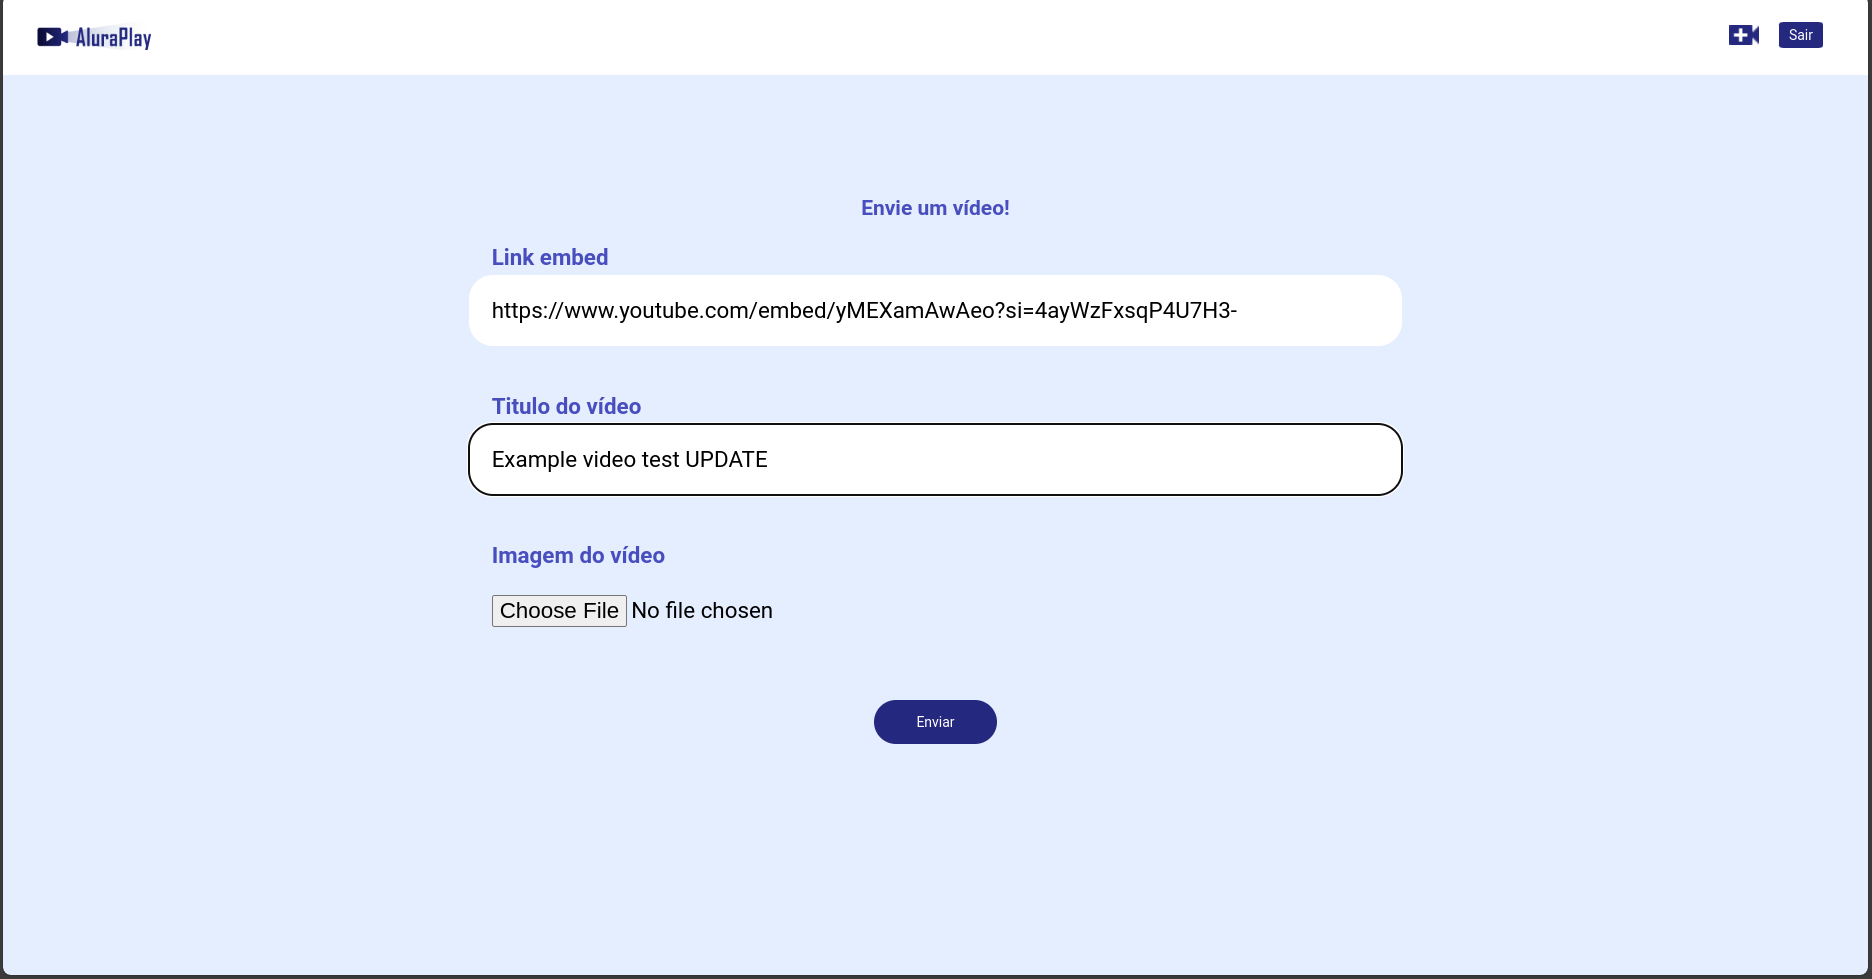 AluraPlay
Sair
Envie um vídeo!
Link embed
https://www.youtube.com/embed/yMEXamAwAeo?si=4ayWzFxsqP4U7H3-
Titulo do vídeo
Example video test UPDATE
Imagem do vídeo
Choose File No file chosen
Enviar